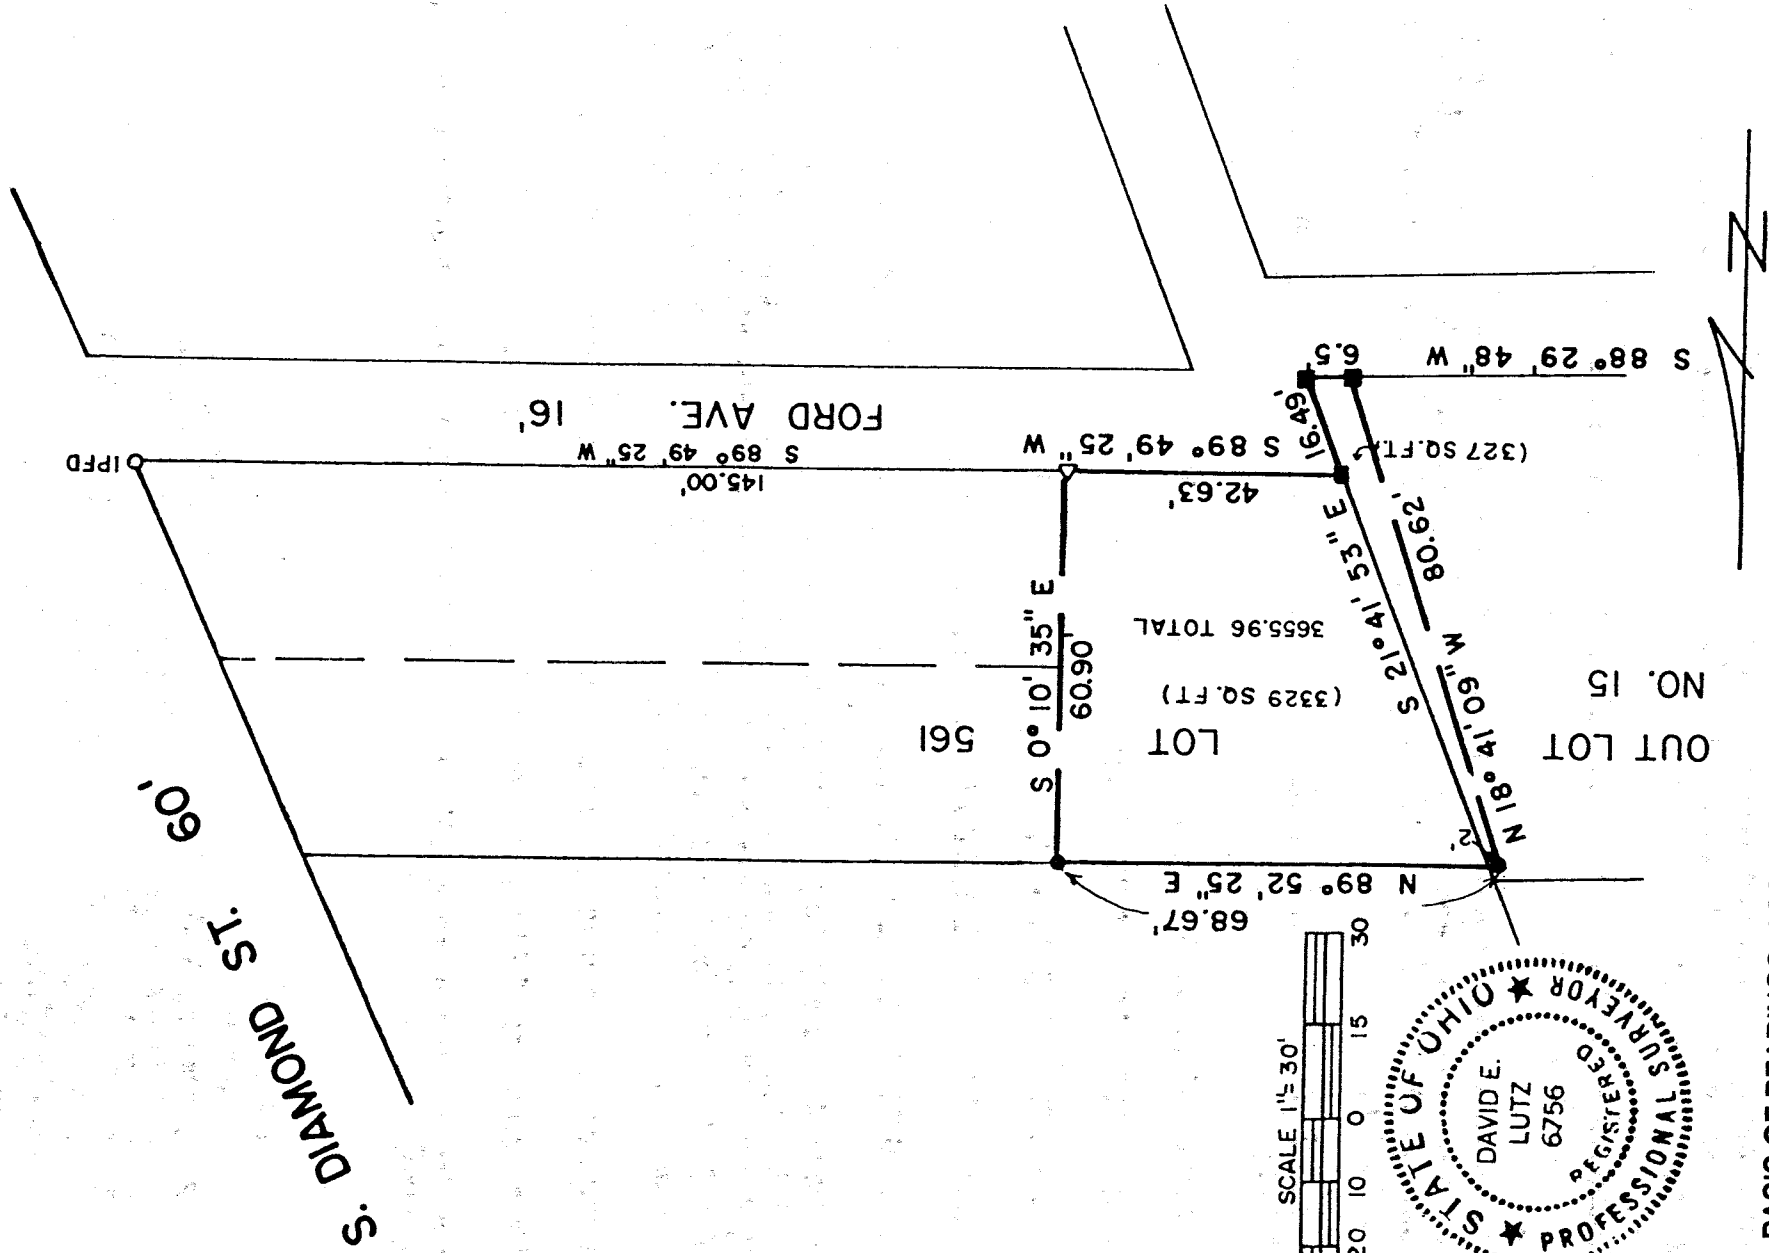 S. DIAMOND ST. 60'
IPFD
FORD AVE. 16'
S 89° 49' 25" W
145.00'
S 89° 49' 25" W
42.63'
S 88° 29' 48" W
6.5'
16.49'
(327 SQ.FT.)
S 21° 41' 53" E
80.62'
N 18° 41' 09" W
2'
S 0° 10' 35" E
60.90'
3655.96 TOTAL
(3329 SQ.FT)
LOT 561
OUT LOT
NO. 15
N 89° 52' 25" E
68.67'
N
SCALE 1"=30'
20 10 0 15 30
STATE OF OHIO
DAVID E.
LUTZ
6756
REGISTERED
PROFESSIONAL SURVEYOR